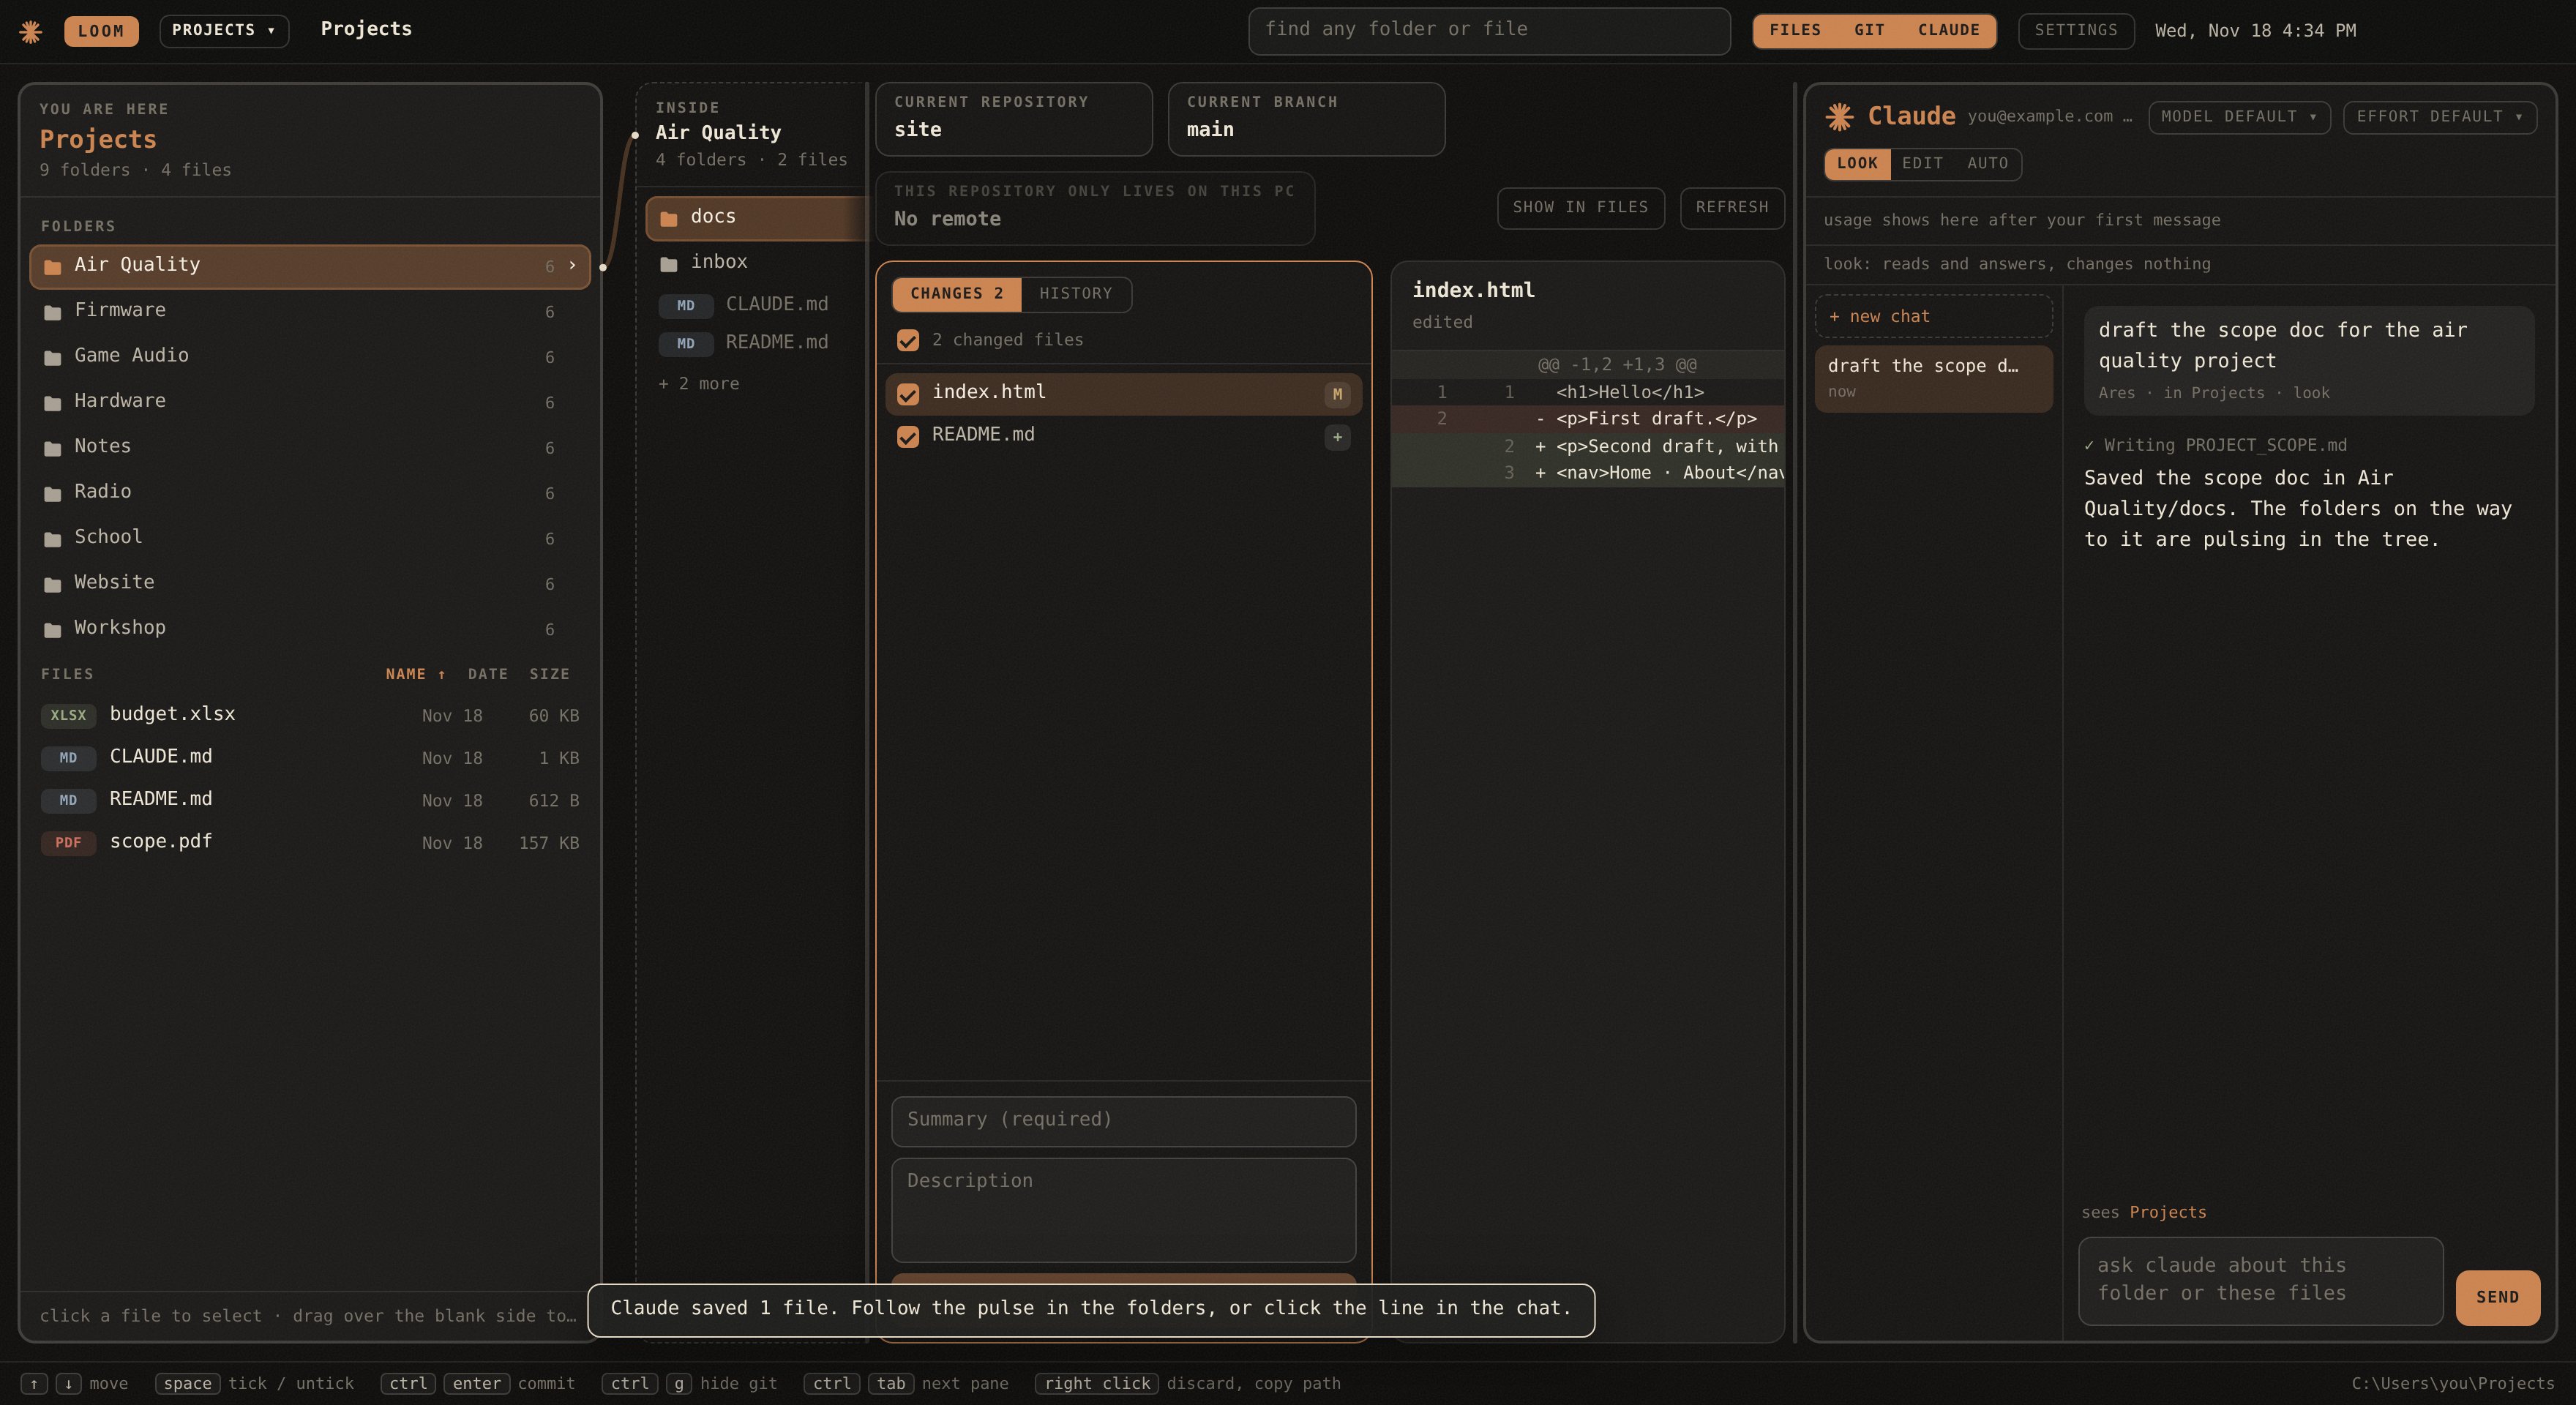 LOOM
PROJECTS ▾
Projects
find any folder or file
FILES GIT CLAUDE
SETTINGS
Wed, Nov 18 4:34 PM
YOU ARE HERE
Projects
9 folders · 4 files
FOLDERS
Air Quality 6 ›
Firmware 6
Game Audio 6
Hardware 6
Notes 6
Radio 6
School 6
Website 6
Workshop 6
FILES NAME ↑ DATE SIZE
XLSX budget.xlsx Nov 18 60 KB
MD CLAUDE.md Nov 18 1 KB
MD README.md Nov 18 612 B
PDF scope.pdf Nov 18 157 KB
click a file to select · drag over the blank side to…
INSIDE
Air Quality
4 folders · 2 files
docs
inbox
MD CLAUDE.md
MD README.md
+ 2 more
CURRENT REPOSITORY
site
CURRENT BRANCH
main
THIS REPOSITORY ONLY LIVES ON THIS PC
No remote
SHOW IN FILES
REFRESH
CHANGES 2 HISTORY
2 changed files
index.html M
README.md +
Summary (required)
Description
index.html
edited
@@ -1,2 +1,3 @@
1 1 <h1>Hello</h1>
2 - <p>First draft.</p>
2 + <p>Second draft, with
3 + <nav>Home · About</nav
Claude saved 1 file. Follow the pulse in the folders, or click the line in the chat.
Claude you@example.com …
MODEL DEFAULT ▾
EFFORT DEFAULT ▾
LOOK EDIT AUTO
usage shows here after your first message
look: reads and answers, changes nothing
+ new chat
draft the scope d…
now
draft the scope doc for the air
quality project
Ares · in Projects · look
✓ Writing PROJECT_SCOPE.md
Saved the scope doc in Air
Quality/docs. The folders on the way
to it are pulsing in the tree.
sees Projects
ask claude about this
folder or these files
SEND
↑ ↓ move space tick / untick ctrl enter commit ctrl g hide git ctrl tab next pane right click discard, copy path
C:\Users\you\Projects